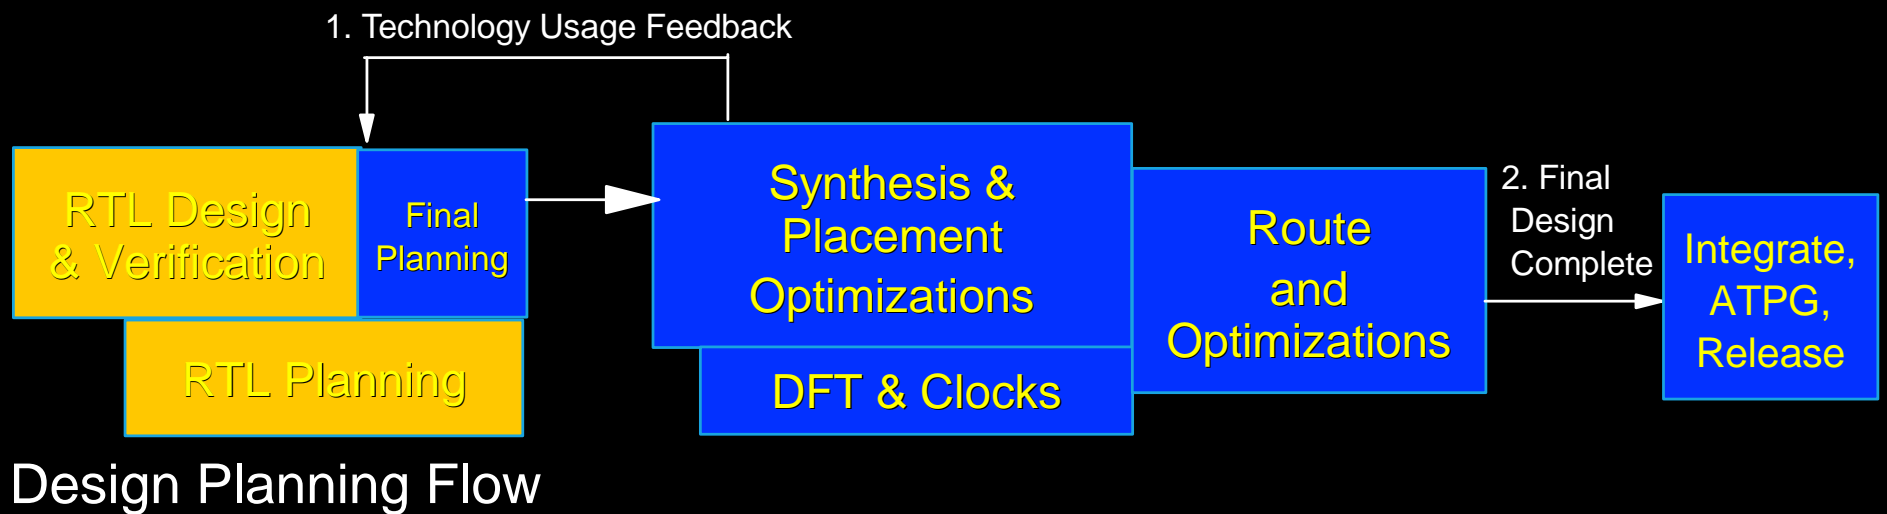 1. Technology Usage Feedback
RTL Design
& Verification
Final
Planning
RTL Planning
Synthesis &
Placement
Optimizations
DFT & Clocks
Route
and
Optimizations
2. Final
Design
Complete
Integrate,
ATPG,
Release
Design Planning Flow